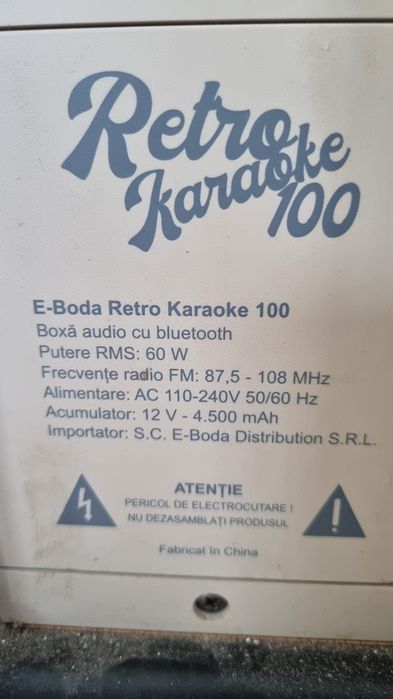 Retro
Karaoke
100
E-Boda Retro Karaoke 100
Boxă audio cu bluetooth
Putere RMS: 60 W
Frecvențe radio FM: 87,5 - 108 MHz
Alimentare: AC 110-240V 50/60 Hz
Acumulator: 12 V - 4.500 mAh
Importator: S.C. E-Boda Distribution S.R.L.
ATENȚIE
PERICOL DE ELECTROCUTARE !
NU DEZASAMBLAȚI PRODUSUL
Fabricat în China